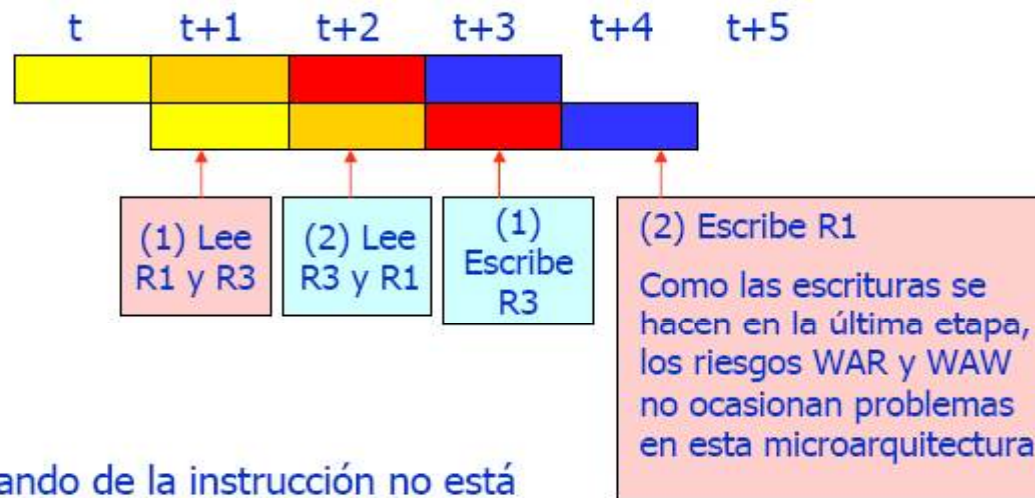 t t+1 t+2 t+3 t+4 t+5
(1) Lee
R1 y R3
(2) Lee
R3 y R1
(1)
Escribe
R3
(2) Escribe R1
Como las escrituras se
hacen en la última etapa,
los riesgos WAR y WAW
no ocasionan problemas
en esta microarquitectura
ando de la instrucción no está